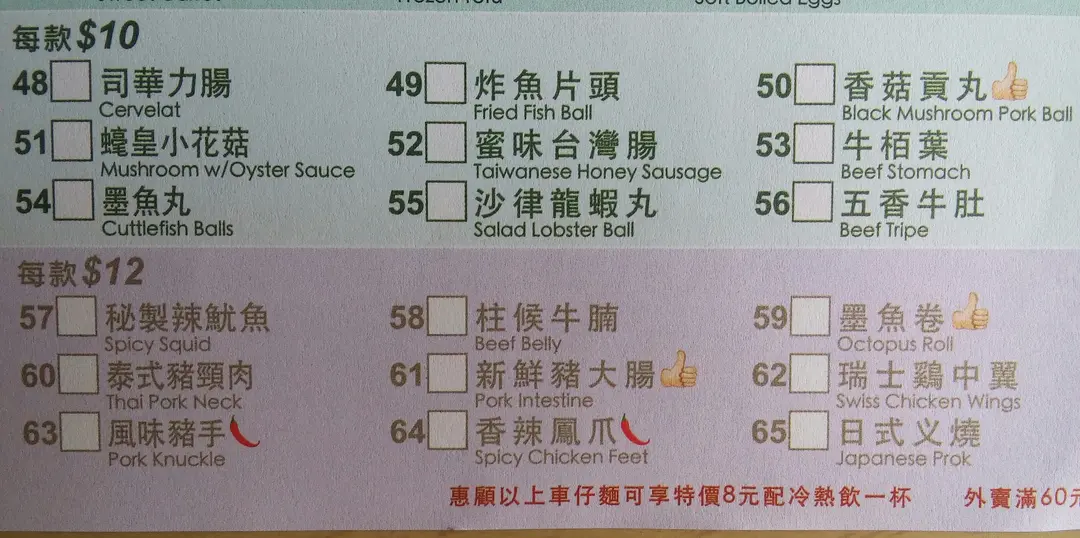 每款$10
48 司華力腸 49 炸魚片頭 50 香菇貢丸
Cervelat Fried Fish Ball Black Mushroom Pork Ball
51 蠔皇小花菇 52 蜜味台灣腸 53 牛栢葉
Mushroom w/Oyster Sauce Taiwanese Honey Sausage Beef Stomach
54 墨魚丸 55 沙律龍蝦丸 56 五香牛肚
Cuttlefish Balls Salad Lobster Ball Beef Tripe
每款$12
57 秘製辣魷魚 58 柱候牛腩 59 墨魚卷
Spicy Squid Beef Belly Octopus Roll
60 泰式豬頸肉 61 新鮮豬大腸 62 瑞士鷄中翼
Thai Pork Neck Pork Intestine Swiss Chicken Wings
63 風味豬手 64 香辣鳳爪 65 日式义燒
Pork Knuckle Spicy Chicken Feet Japanese Prok
惠顧以上車仔麵可享特價8元配冷熱飲一杯 外賣滿60元